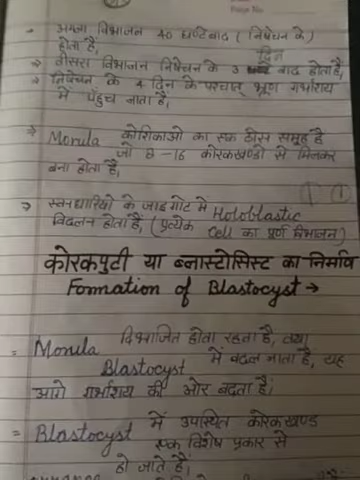 → अगला विभाजन 40 घण्टे बाद (निषेचन के)
होता है,
→ तीसरा विभाजन निषेचन के 3 दिन बाद होता है,
→ निषेचन के 4 दिन के पश्चात् भ्रूण गर्भाशय
में पहुँच जाता है,
→ Morula कोशिकाओं का एक ठोस समूह है
जो 8-16 कोरकखण्डो से मिलकर
बना होता है,
→ स्तनधारियो के जाइगोट मे Holoblastic
विदलन होता है, (प्रत्येक Cell का पूर्ण विभाजन)
कोरकपुटी या ब्लास्टोसिस्ट का निर्माण
Formation of Blastocyst →
= Morula विभाजित होता रहता है, तथा
Blastocyst में बदल जाता है, यह
आगे गर्भाशय की ओर बढता है;
= Blastocyst में उपस्थित कोरकखण्ड
एक विशेष प्रकार से
हो जाते है,